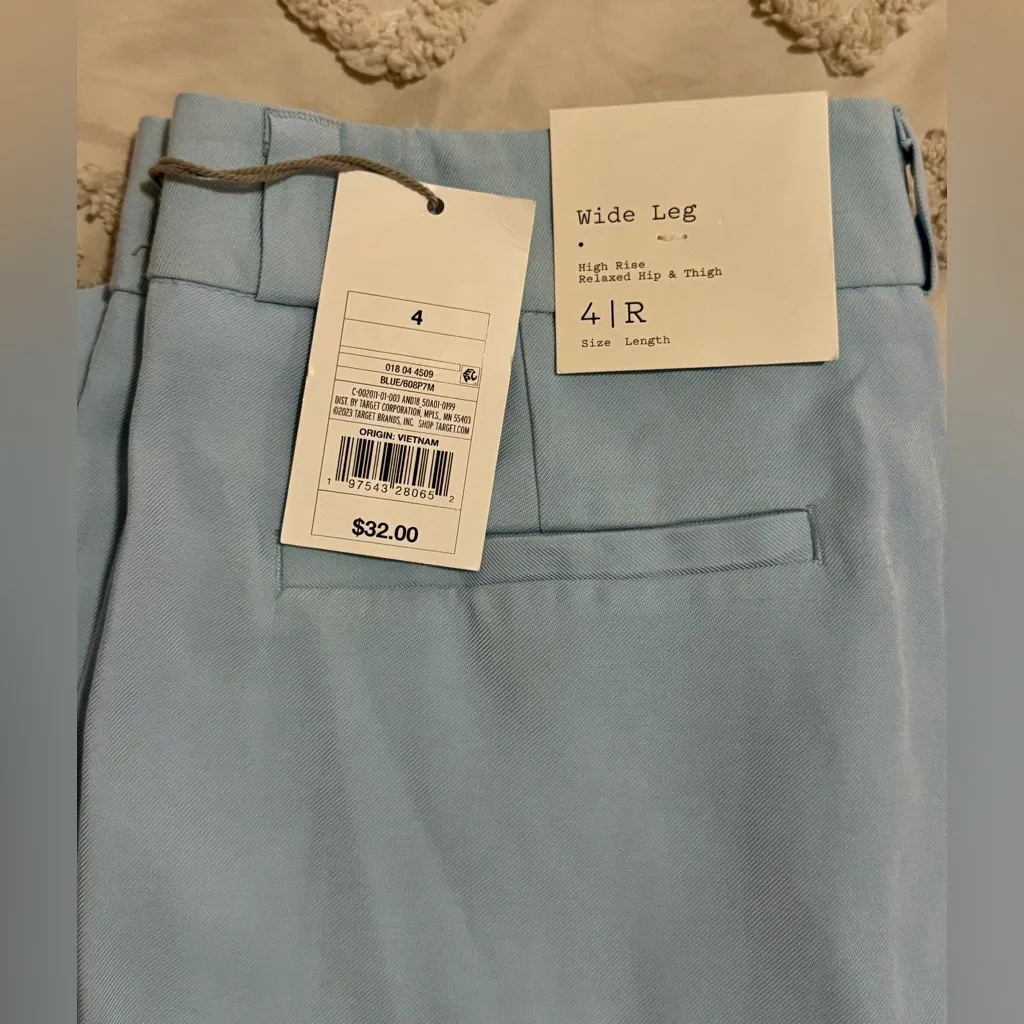 Wide Leg
High Rise
Relaxed Hip & Thigh
4|R
Size Length
4
018 04 4509
BLUE/608P7M
C-002011-01-003 AND18 50A01-0199
DIST. BY TARGET CORPORATION, MPLS., MN 55403
©2023 TARGET BRANDS, INC. SHOP TARGET.COM
ORIGIN: VIETNAM
1 97543 28065 2
$32.00